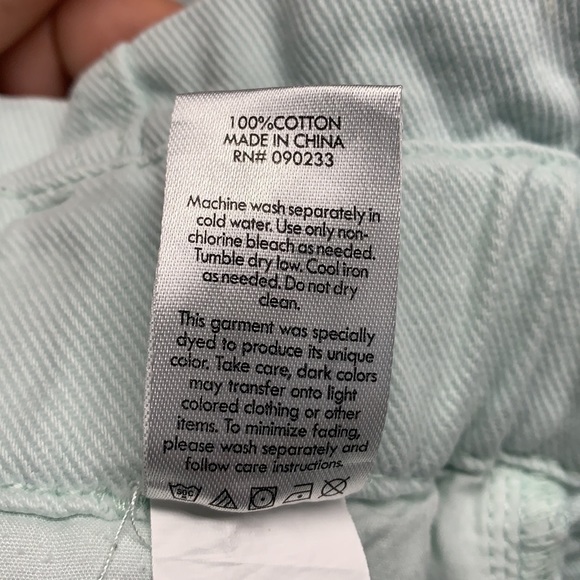 100%COTTON
MADE IN CHINA
RN# 090233
Machine wash separately in
cold water. Use only non-
chlorine bleach as needed.
Tumble dry low. Cool iron
as needed. Do not dry
clean.
This garment was specially
dyed to produce its unique
color. Take care, dark colors
may transfer onto light
colored clothing or other
items. To minimize fading,
please wash separately and
follow care instructions.
30C